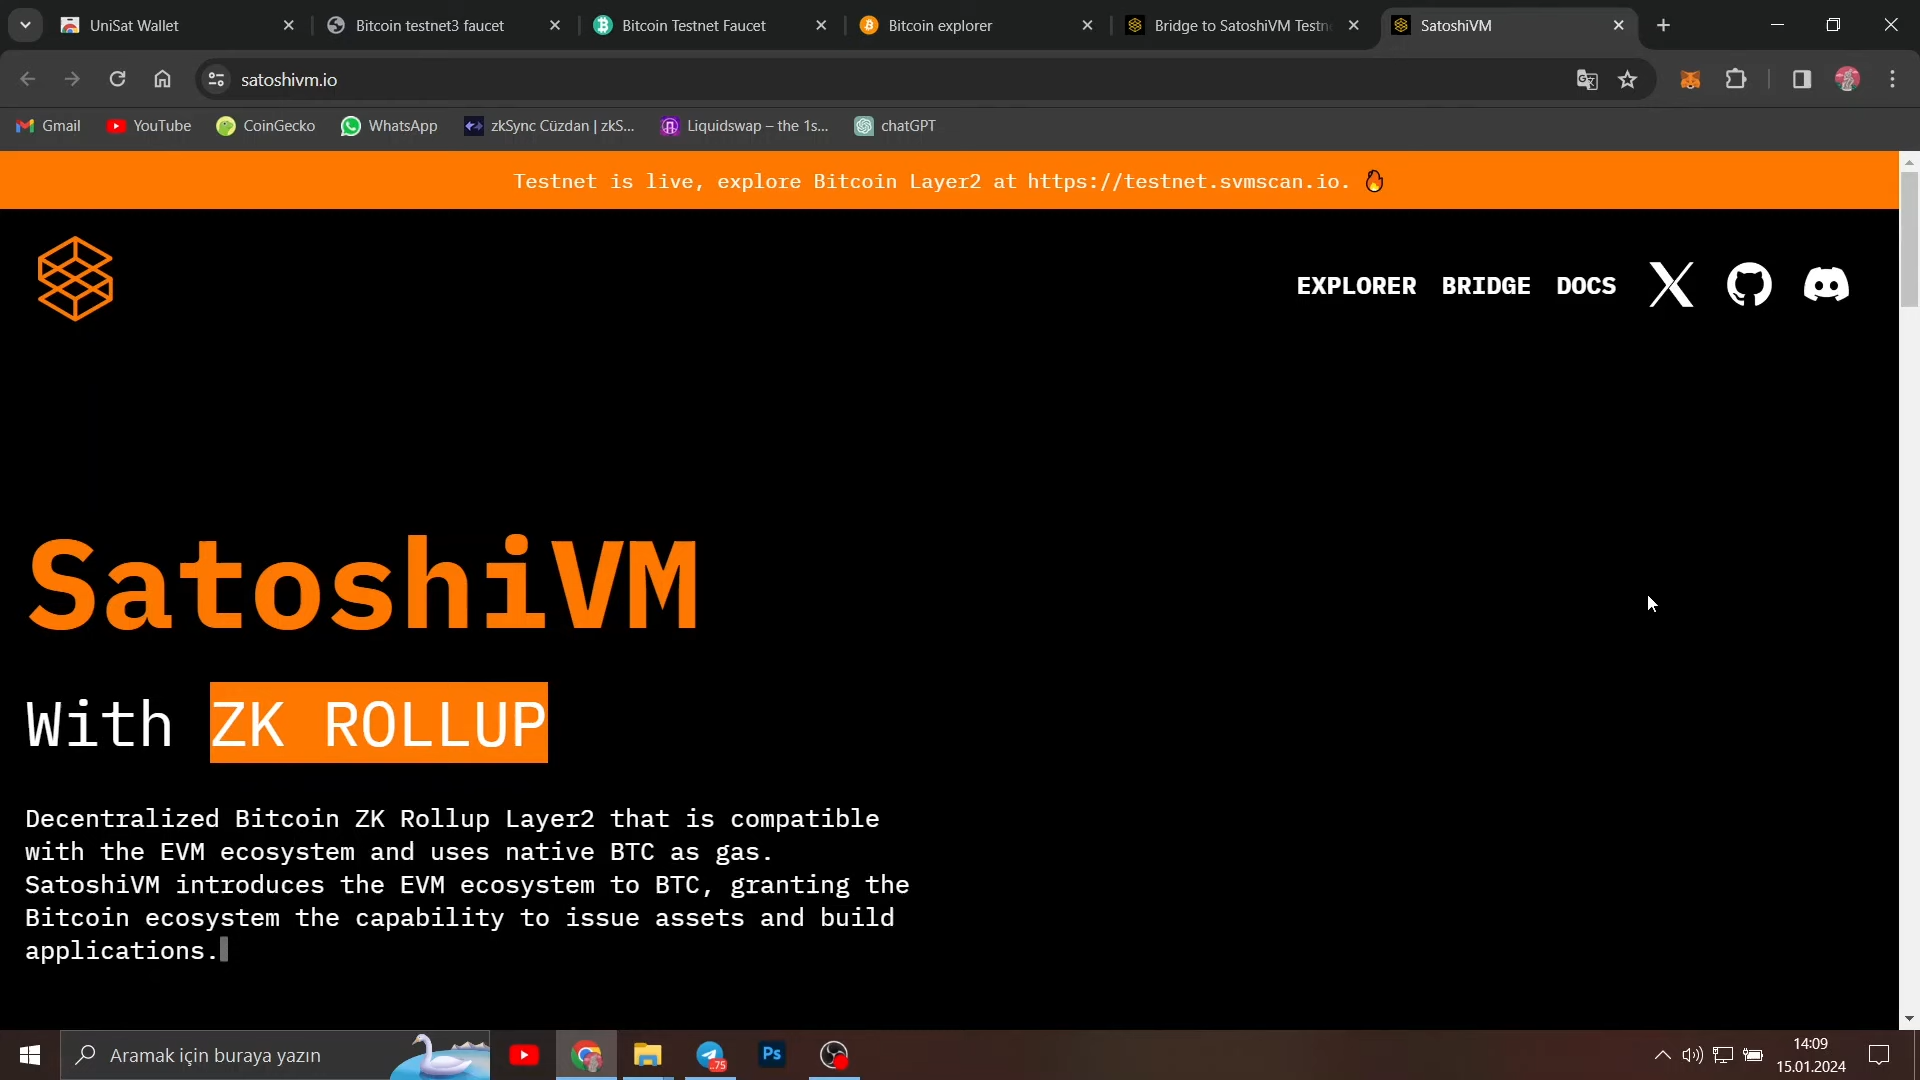 UniSat Wallet
Bitcoin testnet3 faucet
Bitcoin Testnet Faucet
Bitcoin explorer
Bridge to SatoshiVM Testn
SatoshiVM
satoshivm.io
Gmail
YouTube
CoinGecko
WhatsApp
zkSync Cüzdan | zkS...
Liquidswap – the 1s...
chatGPT
Testnet is live, explore Bitcoin Layer2 at https://testnet.svmscan.io. 🔥
EXPLORER
BRIDGE
DOCS
SatoshiVM
With ZK ROLLUP
Decentralized Bitcoin ZK Rollup Layer2 that is compatible
with the EVM ecosystem and uses native BTC as gas.
SatoshiVM introduces the EVM ecosystem to BTC, granting the
Bitcoin ecosystem the capability to issue assets and build
applications.
Aramak için buraya yazın
75
Ps
14:09
15.01.2024